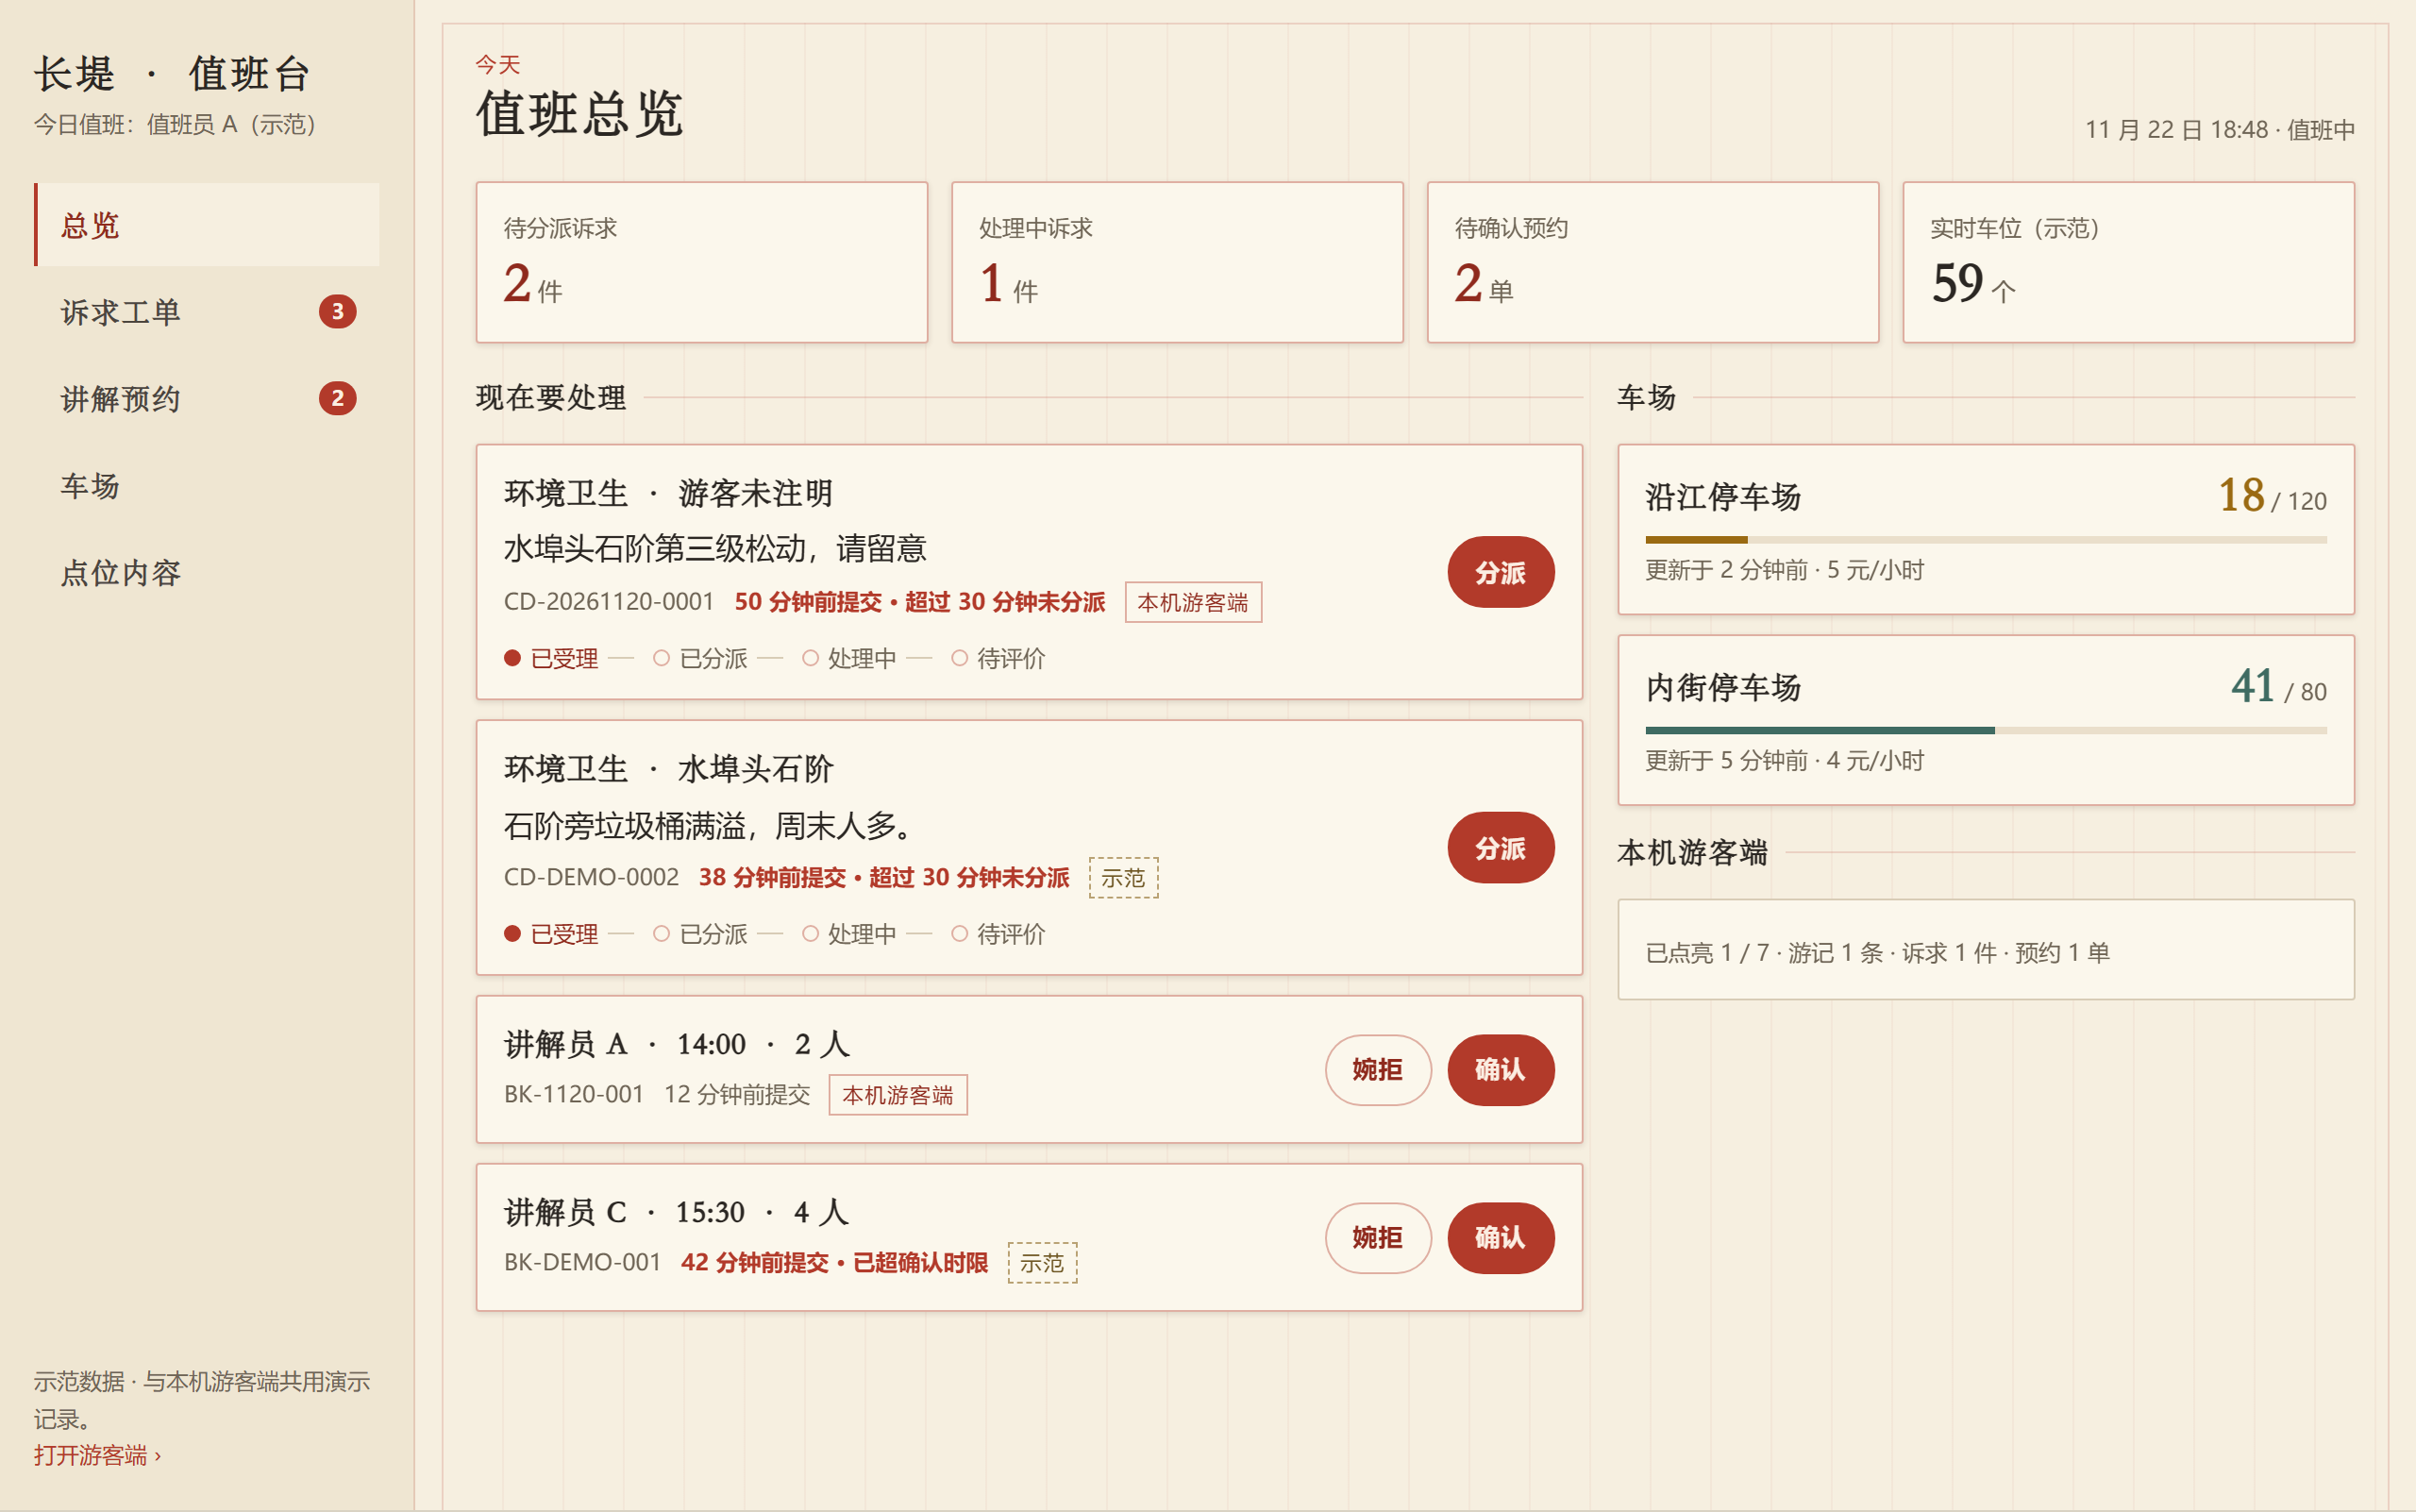 长堤 · 值班台
今日值班：值班员 A（示范）
总览
诉求工单 3
讲解预约 2
车场
点位内容
示范数据 · 与本机游客端共用演示
记录。
打开游客端 ›
今天
值班总览
11 月 22 日 18:48 · 值班中
待分派诉求
2 件
处理中诉求
1 件
待确认预约
2 单
实时车位（示范）
59 个
现在要处理
环境卫生 · 游客未注明
水埠头石阶第三级松动，请留意
CD-20261120-0001 50 分钟前提交 • 超过 30 分钟未分派 本机游客端
已受理 已分派 处理中 待评价
分派
环境卫生 · 水埠头石阶
石阶旁垃圾桶满溢，周末人多。
CD-DEMO-0002 38 分钟前提交 • 超过 30 分钟未分派 示范
已受理 已分派 处理中 待评价
分派
讲解员 A · 14:00 · 2 人
BK-1120-001 12 分钟前提交 本机游客端
婉拒 确认
讲解员 C · 15:30 · 4 人
BK-DEMO-001 42 分钟前提交 • 已超确认时限 示范
婉拒 确认
车场
沿江停车场 18 / 120
更新于 2 分钟前 · 5 元/小时
内街停车场 41 / 80
更新于 5 分钟前 · 4 元/小时
本机游客端
已点亮 1 / 7 · 游记 1 条 · 诉求 1 件 · 预约 1 单